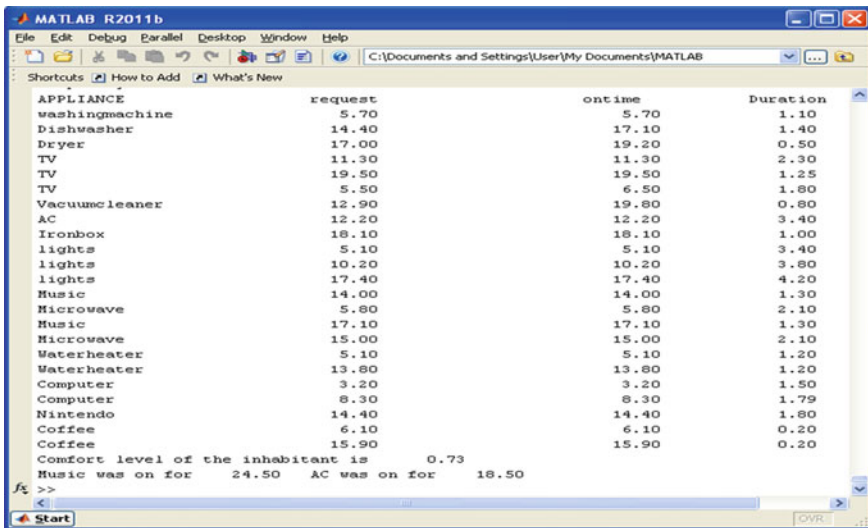 MATLAB R2011b
File Edit Debug Parallel Desktop Window Help
C:\Documents and Settings\User\My Documents\MATLAB ...
Shortcuts How to Add What's New
APPLIANCE request ontime Duration
washingmachine 5.70 5.70 1.10
Dishwasher 14.40 17.10 1.40
Dryer 17.00 19.20 0.50
TV 11.30 11.30 2.30
TV 19.50 19.50 1.25
TV 5.50 6.50 1.80
Vacuumcleaner 12.90 19.80 0.80
AC 12.20 12.20 3.40
Ironbox 18.10 18.10 1.00
lights 5.10 5.10 3.40
lights 10.20 10.20 3.80
lights 17.40 17.40 4.20
Music 14.00 14.00 1.30
Microwave 5.80 5.80 2.10
Music 17.10 17.10 1.30
Microwave 15.00 15.00 2.10
Waterheater 5.10 5.10 1.20
Waterheater 13.80 13.80 1.20
Computer 3.20 3.20 1.50
Computer 8.30 8.30 1.79
Nintendo 14.40 14.40 1.80
Coffee 6.10 6.10 0.20
Coffee 15.90 15.90 0.20
Comfort level of the inhabitant is 0.73
Music was on for 24.50 AC was on for 18.50
fx >>
Start OVR